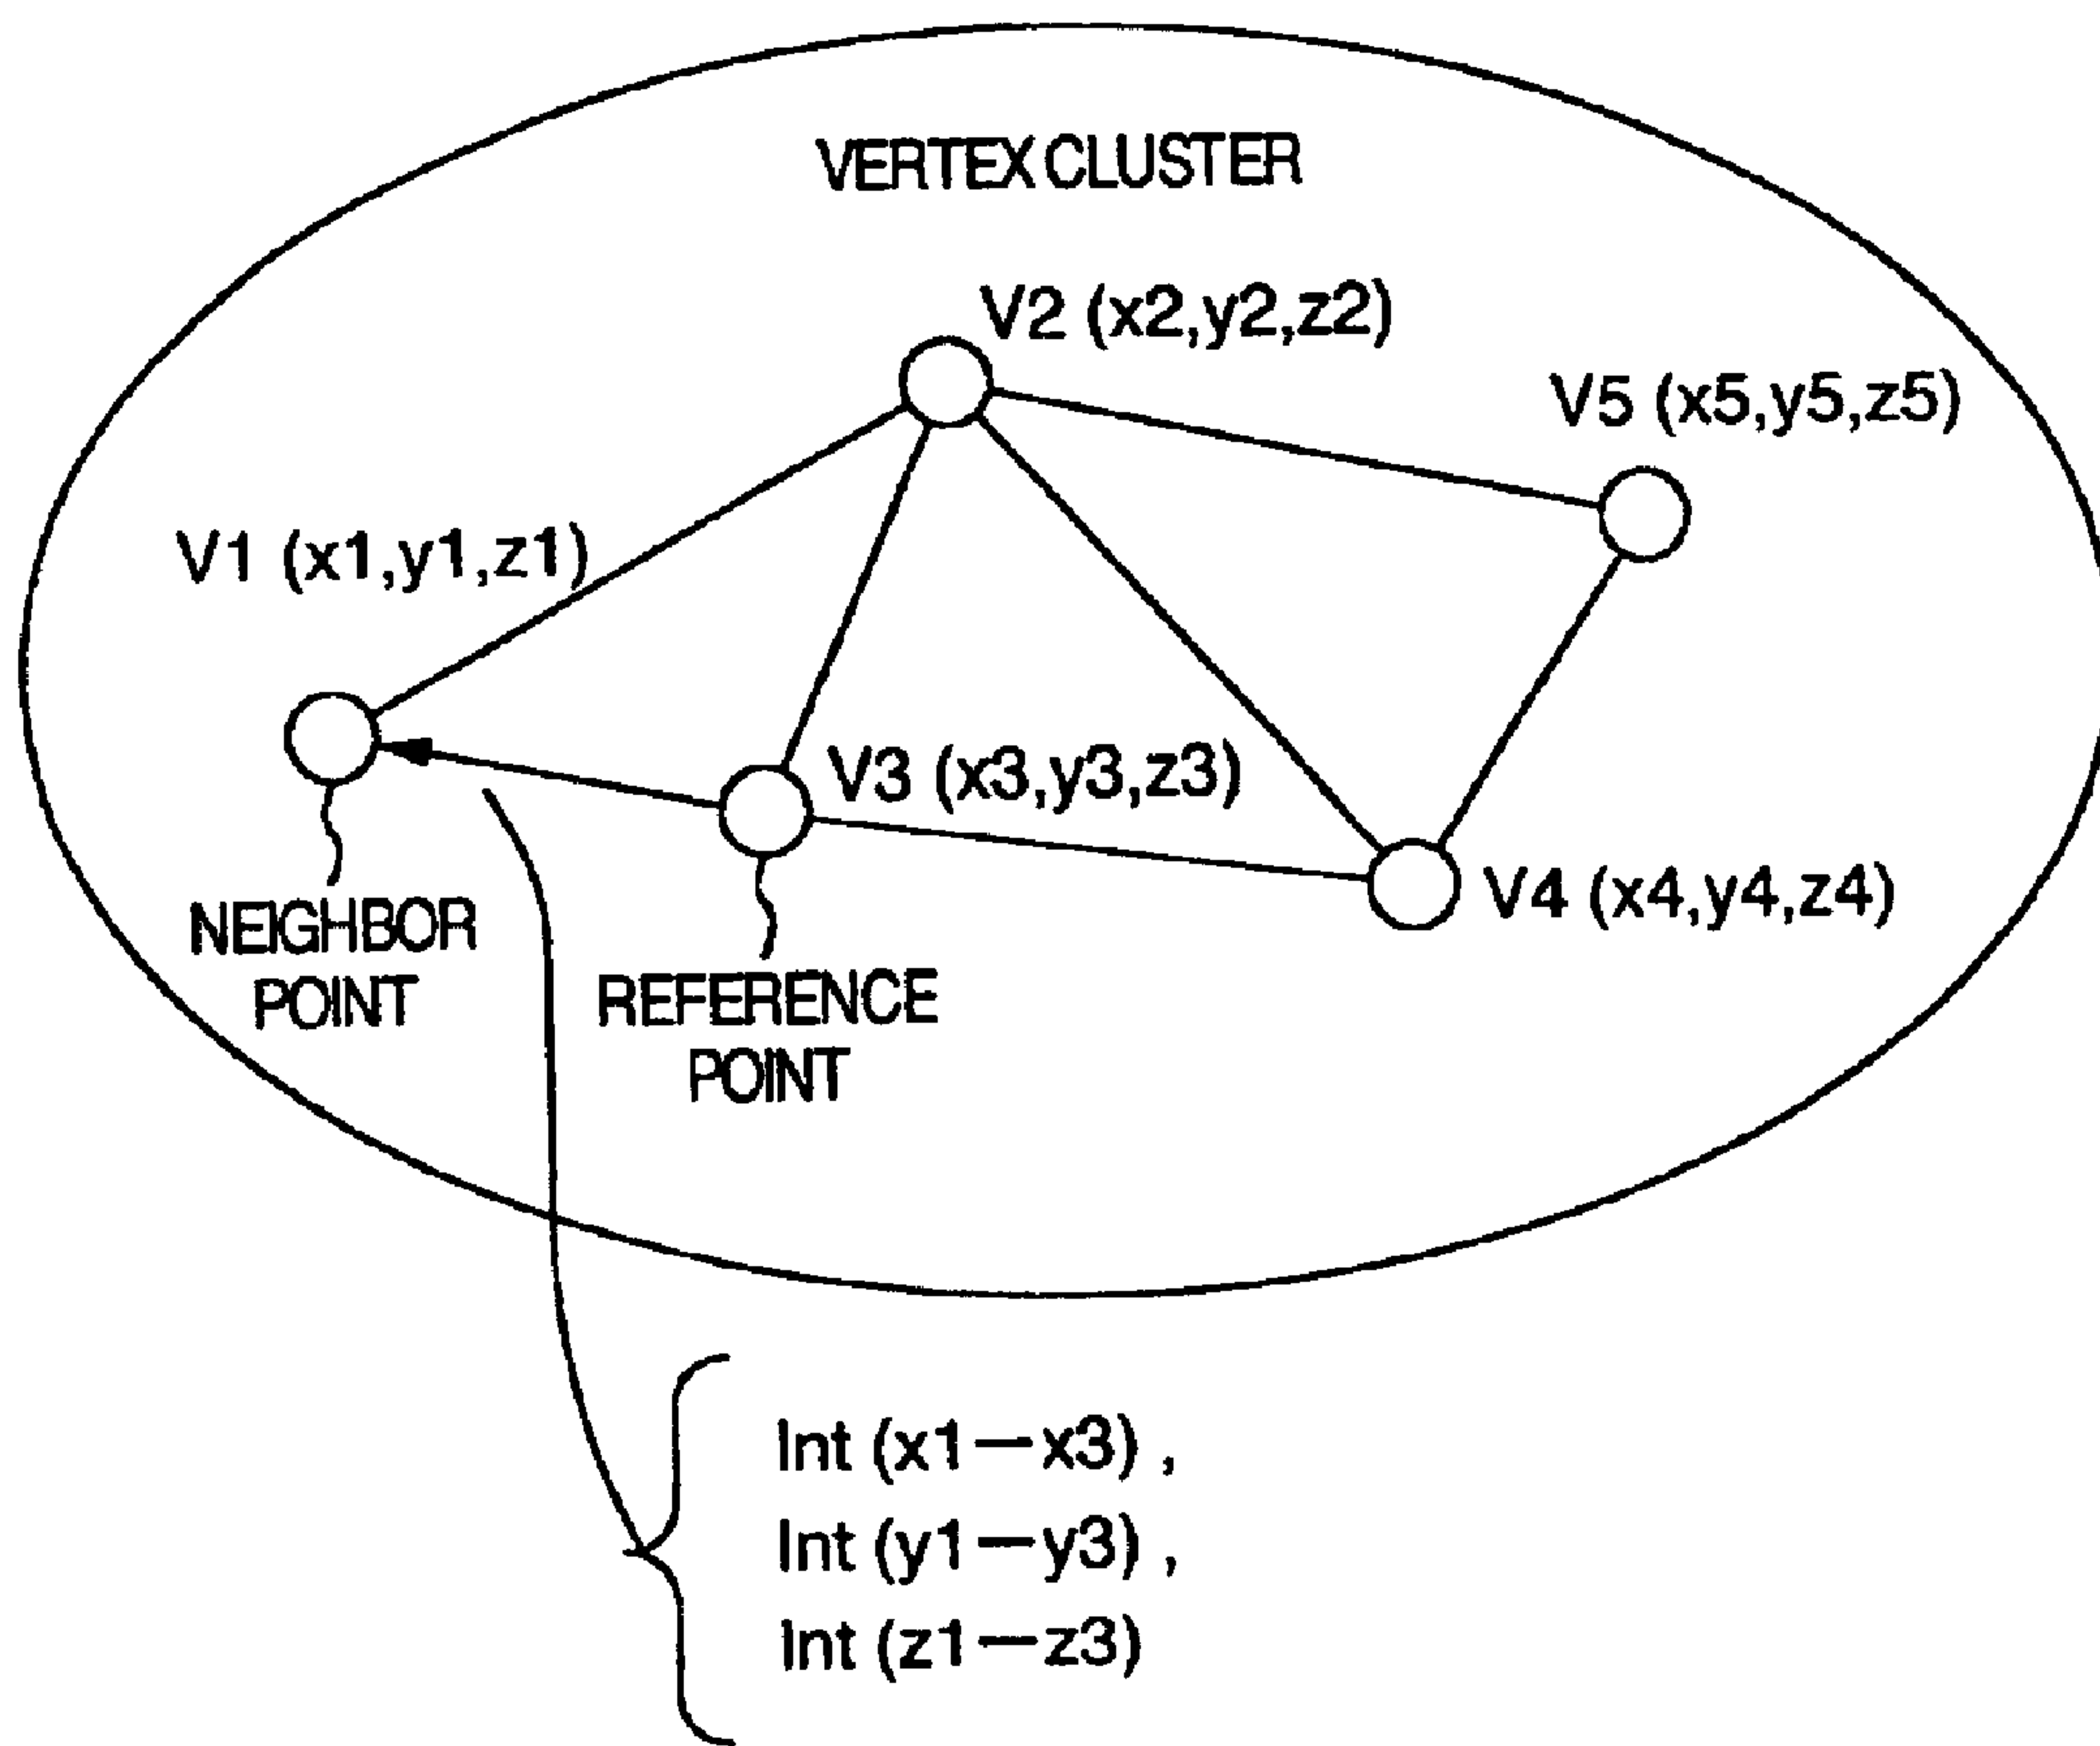 VERTEX CLUSTER
V2 (x2,y2,z2)
V5 (x5,y5,z5)
V1 (x1,y1,z1)
V3 (x3,y3,z3)
V4 (x4,y4,z4)
NEIGHBOR
POINT
REFERENCE
POINT
Int (x1—x3) ,
Int (y1—y3) ,
Int (z1—z3)